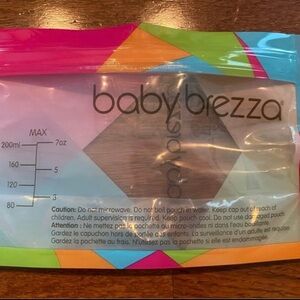 baby brezza
MAX
200ml 7oz
160
5
120
3
80
Caution: Do not microwave. Do not boil pouch in water. Keep cap out of reach of
children. Adult supervision is required. Keep pouch cool. Do not use damaged pouch.
Attention : Ne mettez pas la pochette au micro-ondes ni dans l'eau bouillante.
Gardez le capuchon hors de portée des enfants. La surveillance d'un adulte est requise.
Gardez la pochette au frais. N'utilisez pas la pochette si elle est endommagée.